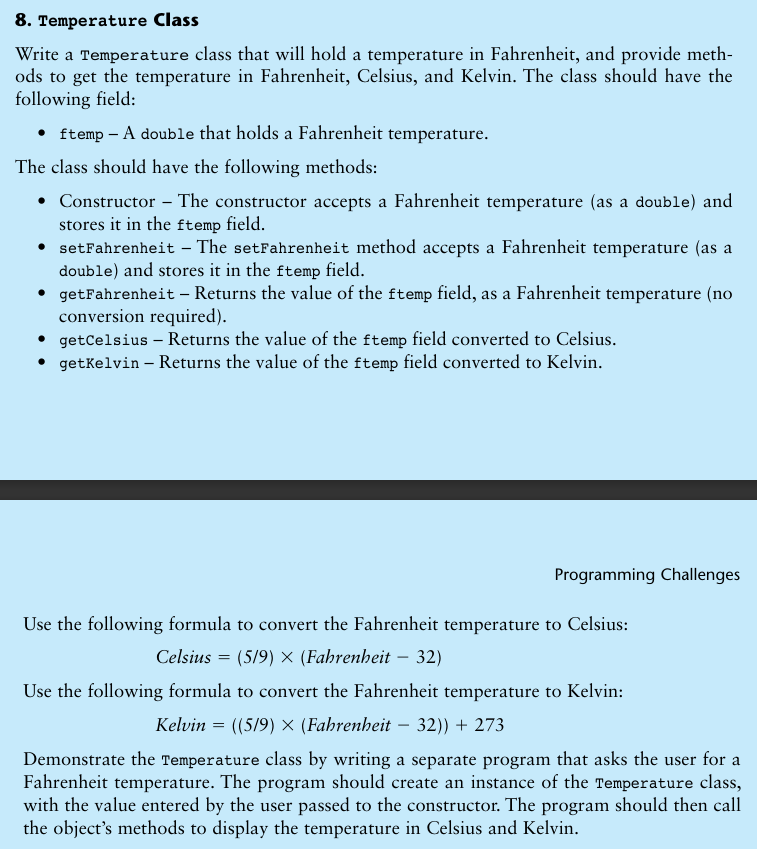 8. Temperature Class
Write a Temperature class that will hold a temperature in Fahrenheit, and provide meth-
ods to get the temperature in Fahrenheit, Celsius, and Kelvin. The class should have the
following field:
• ftemp – A double that holds a Fahrenheit temperature.
The class should have the following methods:
• Constructor – The constructor accepts a Fahrenheit temperature (as a double) and
stores it in the ftemp field.
• setFahrenheit – The setFahrenheit method accepts a Fahrenheit temperature (as a
double) and stores it in the ftemp field.
• getFahrenheit – Returns the value of the ftemp field, as a Fahrenheit temperature (no
conversion required).
• getCelsius – Returns the value of the ftemp field converted to Celsius.
• getKelvin – Returns the value of the ftemp field converted to Kelvin.
Programming Challenges
Use the following formula to convert the Fahrenheit temperature to Celsius:
Celsius = (5/9) × (Fahrenheit − 32)
Use the following formula to convert the Fahrenheit temperature to Kelvin:
Kelvin = ((5/9) × (Fahrenheit − 32)) + 273
Demonstrate the Temperature class by writing a separate program that asks the user for a
Fahrenheit temperature. The program should create an instance of the Temperature class,
with the value entered by the user passed to the constructor. The program should then call
the object's methods to display the temperature in Celsius and Kelvin.